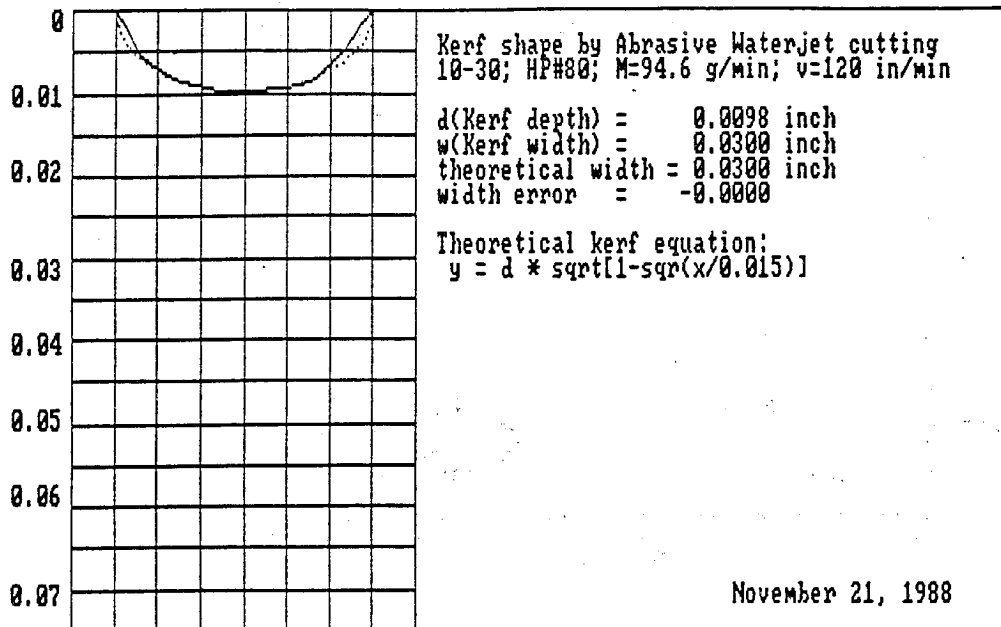 0
0.01
0.02
0.03
0.04
0.05
0.06
0.07
Kerf shape by Abrasive Waterjet cutting
10-30; HP#80; M=94.6 g/min; v=120 in/min
d(Kerf depth) = 0.0098 inch
w(Kerf width) = 0.0300 inch
theoretical width = 0.0300 inch
width error = -0.0000
Theoretical kerf equation:
y = d * sqrt[1-sqr(x/0.015)]
November 21, 1988